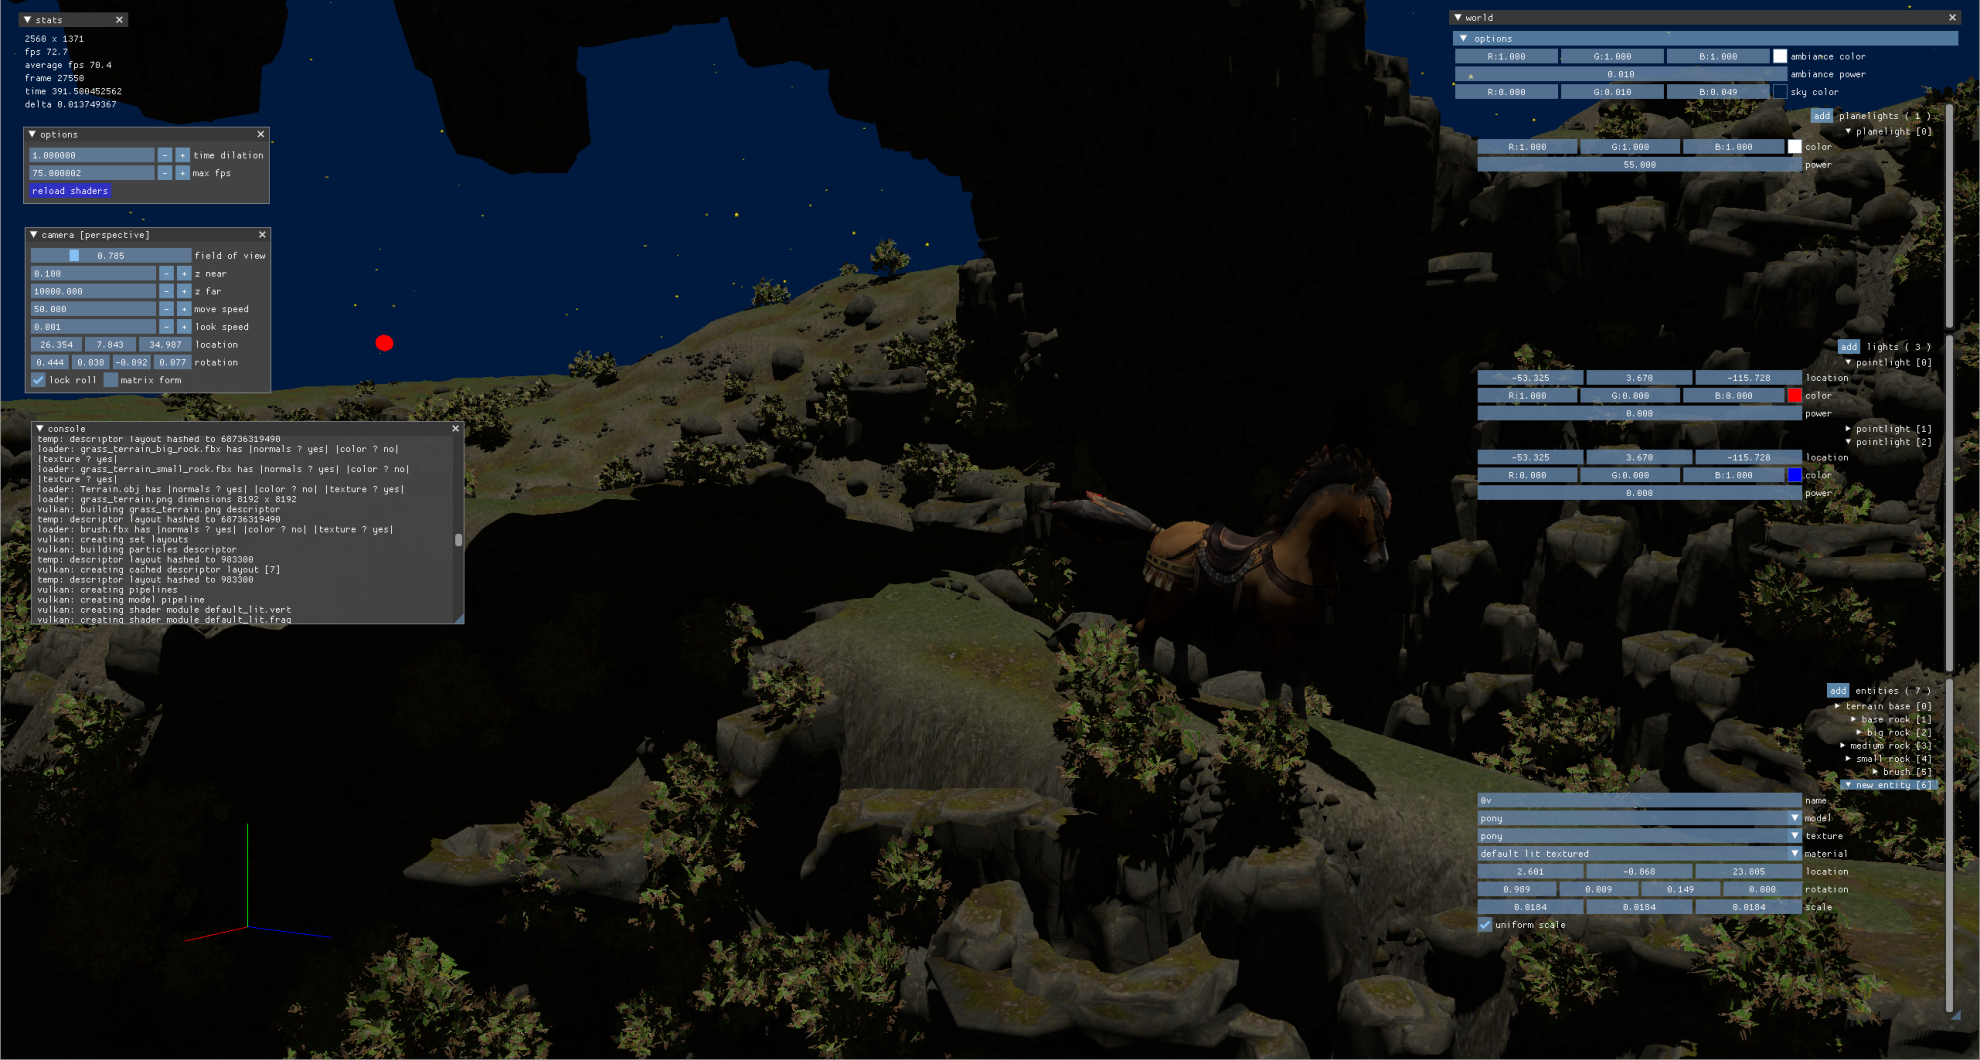 stats
2560 x 1371
fps 72.7
average fps 70.4
frame 27550
time 391.500452562
delta 0.013749367
options
1.000000 - + time dilation
75.000002 - + max fps
reload shaders
camera [perspective]
0.785 field of view
0.100 - + z near
10000.000 - + z far
50.000 - + move speed
0.001 - + look speed
26.354 7.843 34.987 location
0.444 0.038 -0.892 0.077 rotation
lock roll matrix form
console
temp: descriptor layout hashed to 68736319490
loader: grass_terrain_big_rock.fbx has |normals ? yes| |color ? no|
|texture ? yes|
loader: grass_terrain_small_rock.fbx has |normals ? yes| |color ? no|
|texture ? yes|
loader: Terrain.obj has |normals ? yes| |color ? no| |texture ? yes|
loader: grass_terrain.png dimensions 8192 x 8192
vulkan: building grass_terrain.png descriptor
temp: descriptor layout hashed to 68736319490
loader: brush.fbx has |normals ? yes| |color ? no| |texture ? yes|
vulkan: creating set layouts
vulkan: building particles descriptor
temp: descriptor layout hashed to 983300
vulkan: creating cached descriptor layout [7]
temp: descriptor layout hashed to 983300
vulkan: creating pipelines
vulkan: creating model pipeline
vulkan: creating shader module default_lit.vert
vulkan: creating shader module default_lit.frag
world
options
R:1.000 G:1.000 B:1.000 ambiance color
0.010 ambiance power
R:0.000 G:0.010 B:0.049 sky color
add planelights ( 1 )
planelight [0]
R:1.000 G:1.000 B:1.000 color
55.000 power
add lights ( 3 )
pointlight [0]
-53.325 3.670 -115.728 location
R:1.000 G:0.000 B:0.000 color
0.000 power
pointlight [1]
pointlight [2]
-53.325 3.670 -115.728 location
R:0.000 G:0.000 B:1.000 color
0.000 power
add entities ( 7 )
terrain base [0]
base rock [1]
big rock [2]
medium rock [3]
small rock [4]
brush [5]
new entity [6]
name
pony model
pony texture
default lit textured material
2.601 -0.860 23.805 location
0.989 0.009 0.149 0.000 rotation
0.0184 0.0184 0.0184 scale
uniform scale